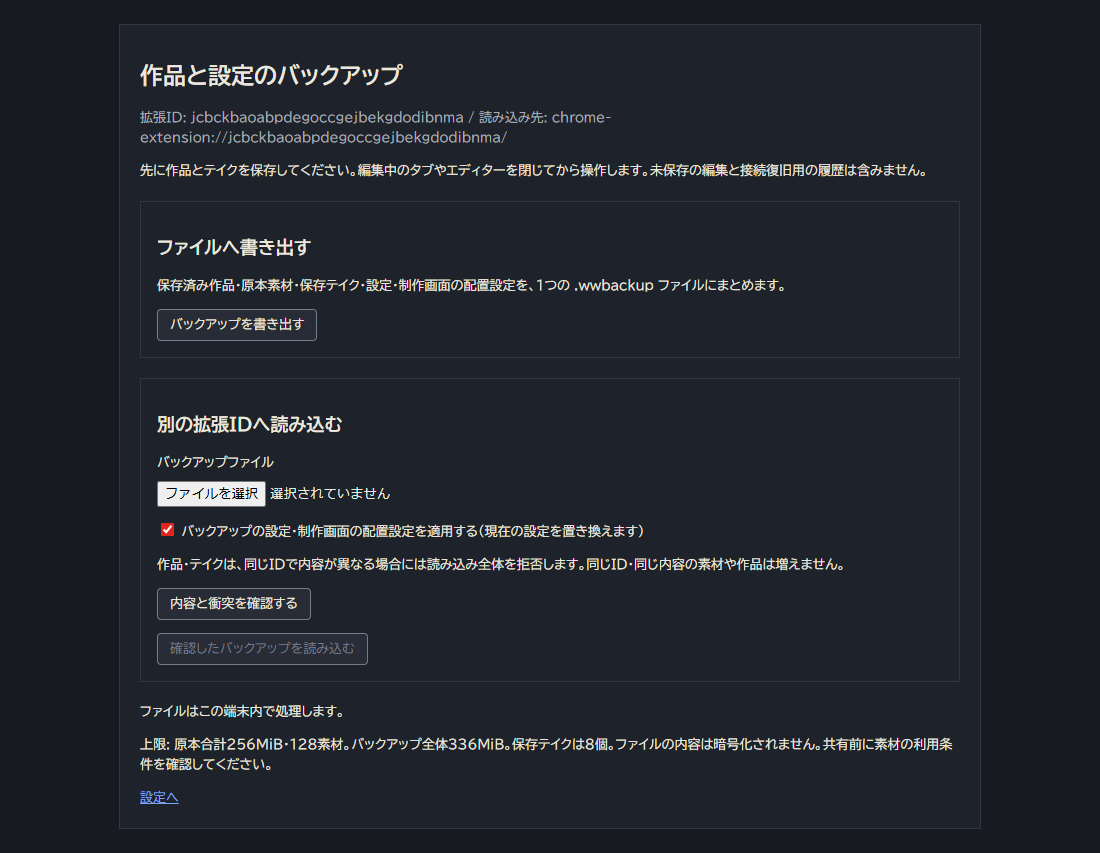 作品と設定のバックアップ
拡張ID: jcbckbaoabpdegoccgejbekgdodibnma / 読み込み先: chrome-
extension://jcbckbaoabpdegoccgejbekgdodibnma/
先に作品とテイクを保存してください。編集中のタブやエディターを閉じてから操作します。未保存の編集と接続復旧用の履歴は含みません。
ファイルへ書き出す
保存済み作品・原本素材・保存テイク・設定・制作画面の配置設定を、1つの .wwbackup ファイルにまとめます。
バックアップを書き出す
別の拡張IDへ読み込む
バックアップファイル
ファイルを選択 選択されていません
バックアップの設定・制作画面の配置設定を適用する(現在の設定を置き換えます)
作品・テイクは、同じIDで内容が異なる場合には読み込み全体を拒否します。同じID・同じ内容の素材や作品は増えません。
内容と衝突を確認する
確認したバックアップを読み込む
ファイルはこの端末内で処理します。
上限: 原本合計256MiB・128素材。バックアップ全体336MiB。保存テイクは8個。ファイルの内容は暗号化されません。共有前に素材の利用条
件を確認してください。
設定へ